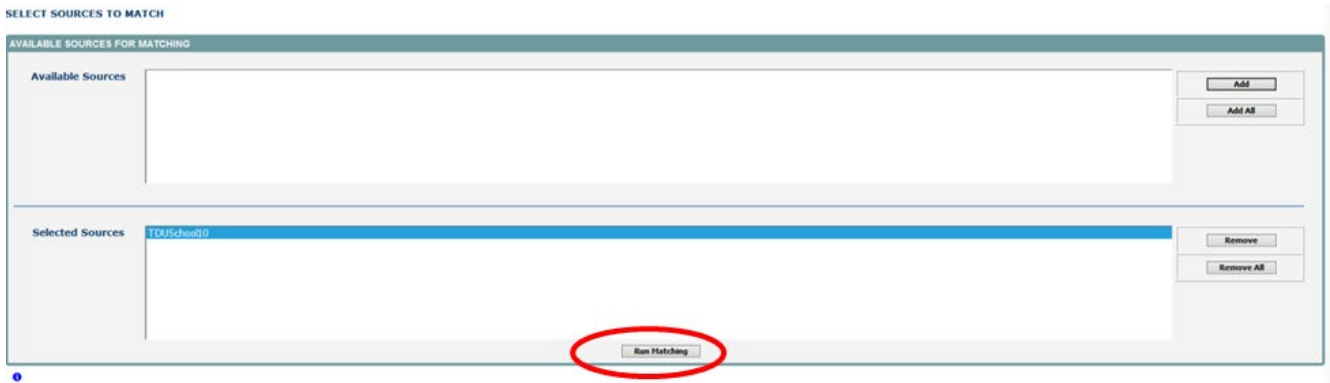 SELECT SOURCES TO MATCH
AVAILABLE SOURCES FOR MATCHING
Available Sources
Add
Add All
Selected Sources
TDUSchool10
Remove
Remove All
Run Matching